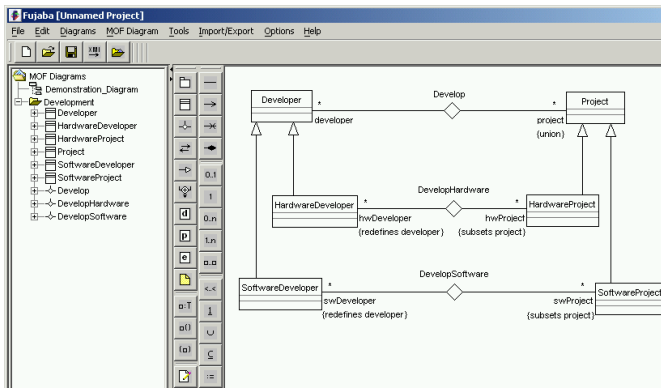 Fujaba [Unnamed Project]
File Edit Diagrams MOF Diagram Tools Import/Export Options Help
MOF Diagrams
Demonstration_Diagram
Development
Developer
HardwareDeveloper
HardwareProject
Project
SoftwareDeveloper
SoftwareProject
Develop
DevelopHardware
DevelopSoftware
0..1
1
d
0..n
p
1..n
e
<.<
1
:=
Develop
Developer
*
*
Project
developer
project
{union}
DevelopHardware
HardwareDeveloper
*
*
HardwareProject
hwDeveloper
hwProject
{redefines developer}
{subsets project}
DevelopSoftware
SoftwareDeveloper
*
*
SoftwareProject
swDeveloper
swProject
{redefines developer}
{subsets project}